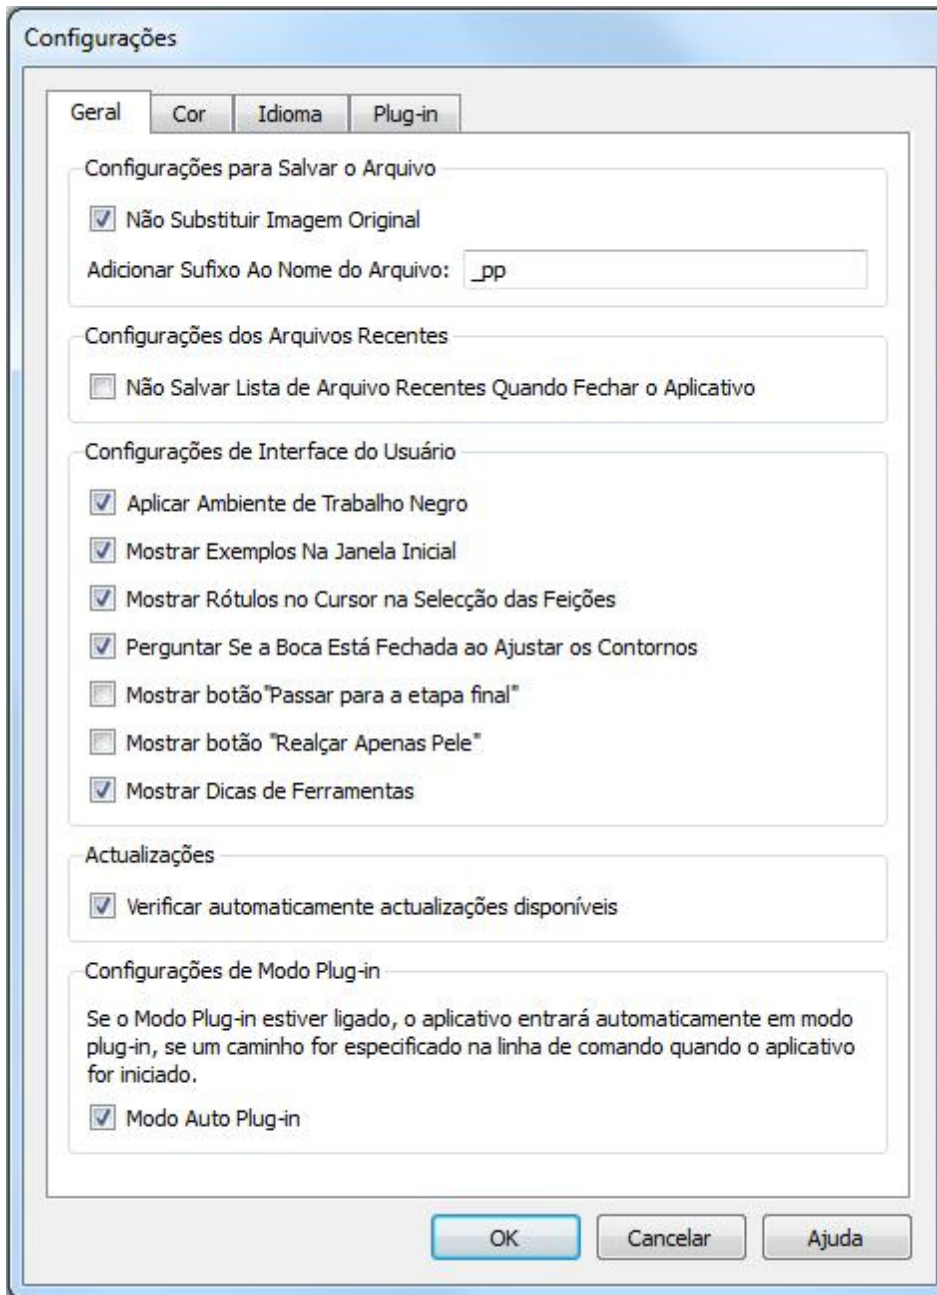 Configurações
Geral Cor Idioma Plug-in
Configurações para Salvar o Arquivo
Não Substituir Imagem Original
Adicionar Sufixo Ao Nome do Arquivo: _pp
Configurações dos Arquivos Recentes
Não Salvar Lista de Arquivo Recentes Quando Fechar o Aplicativo
Configurações de Interface do Usuário
Aplicar Ambiente de Trabalho Negro
Mostrar Exemplos Na Janela Inicial
Mostrar Rótulos no Cursor na Selecção das Feições
Perguntar Se a Boca Está Fechada ao Ajustar os Contornos
Mostrar botão"Passar para a etapa final"
Mostrar botão "Realçar Apenas Pele"
Mostrar Dicas de Ferramentas
Actualizações
Verificar automaticamente actualizações disponíveis
Configurações de Modo Plug-in
Se o Modo Plug-in estiver ligado, o aplicativo entrará automaticamente em modo
plug-in, se um caminho for especificado na linha de comando quando o aplicativo
for iniciado.
Modo Auto Plug-in
OK Cancelar Ajuda